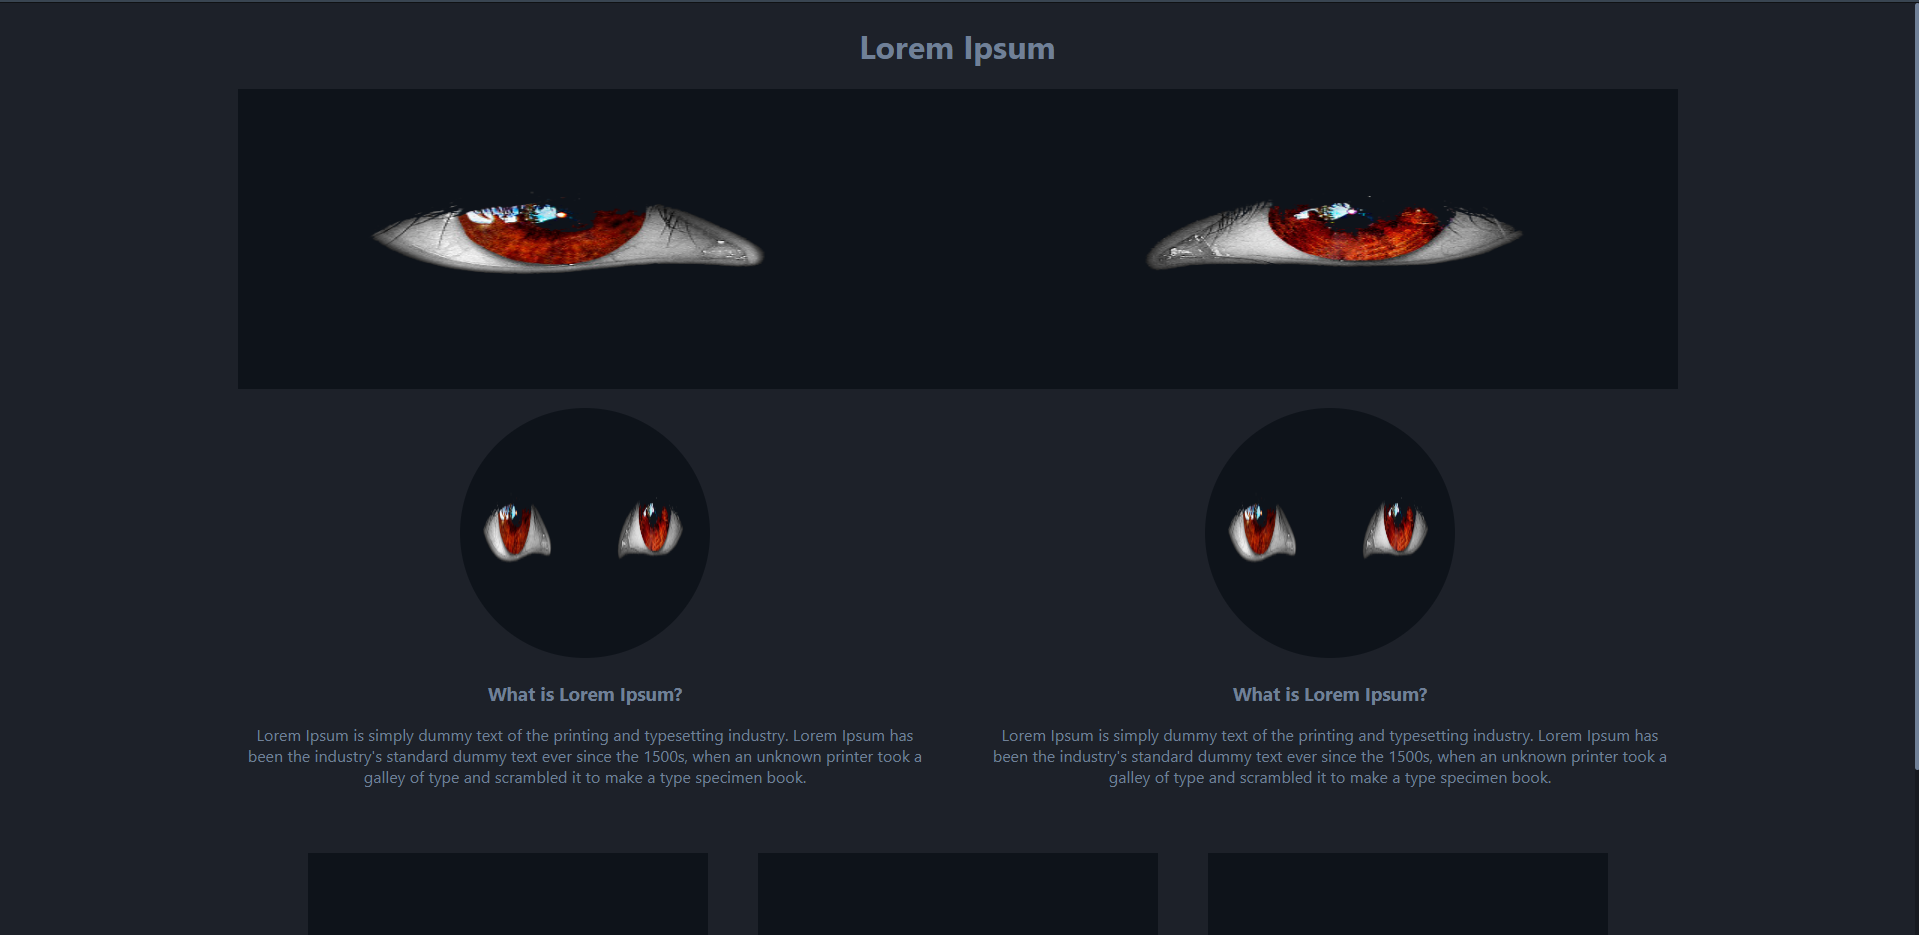 Lorem Ipsum
What is Lorem Ipsum?
Lorem Ipsum is simply dummy text of the printing and typesetting industry. Lorem Ipsum has
been the industry's standard dummy text ever since the 1500s, when an unknown printer took a
galley of type and scrambled it to make a type specimen book.
What is Lorem Ipsum?
Lorem Ipsum is simply dummy text of the printing and typesetting industry. Lorem Ipsum has
been the industry's standard dummy text ever since the 1500s, when an unknown printer took a
galley of type and scrambled it to make a type specimen book.